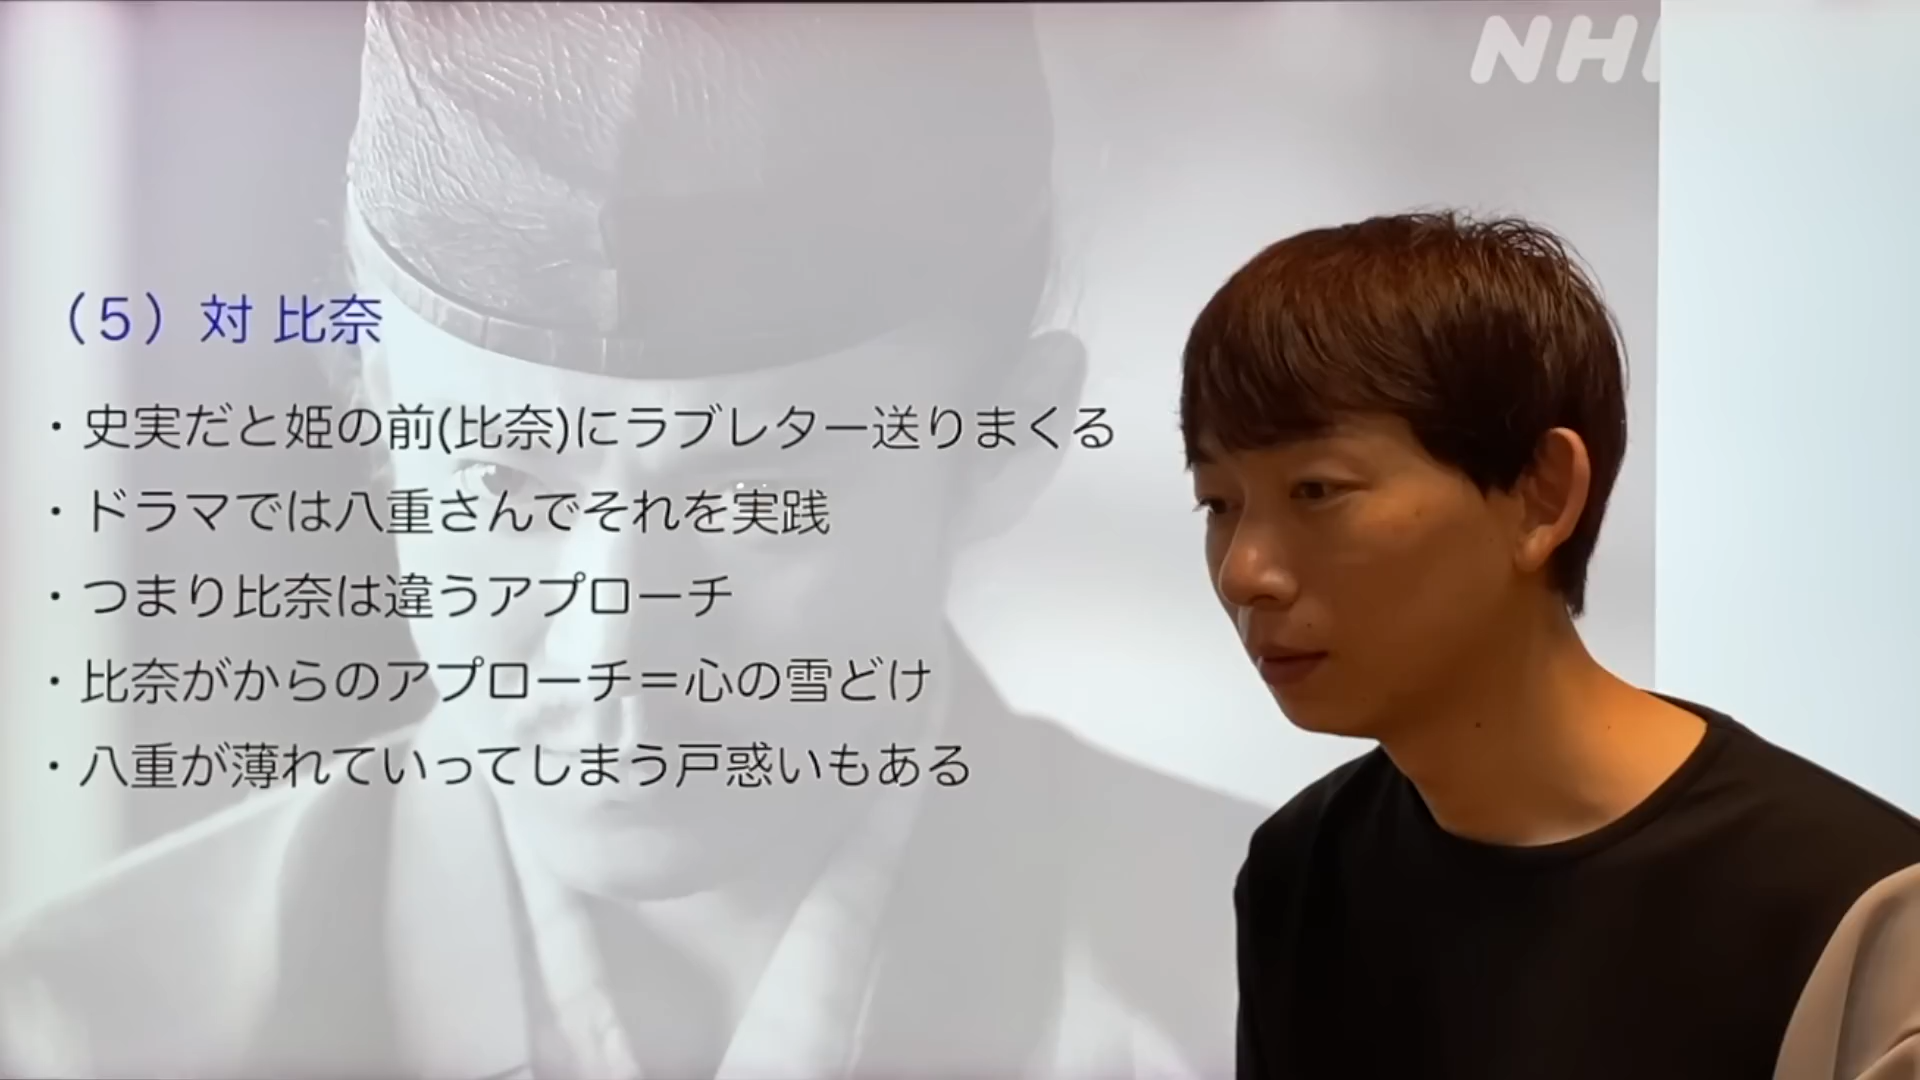 NH
（５）対 比奈
・史実だと姫の前(比奈)にラブレター送りまくる
・ドラマでは八重さんでそれを実践
・つまり比奈は違うアプローチ
・比奈がからのアプローチ＝心の雪どけ
・八重が薄れていってしまう戸惑いもある